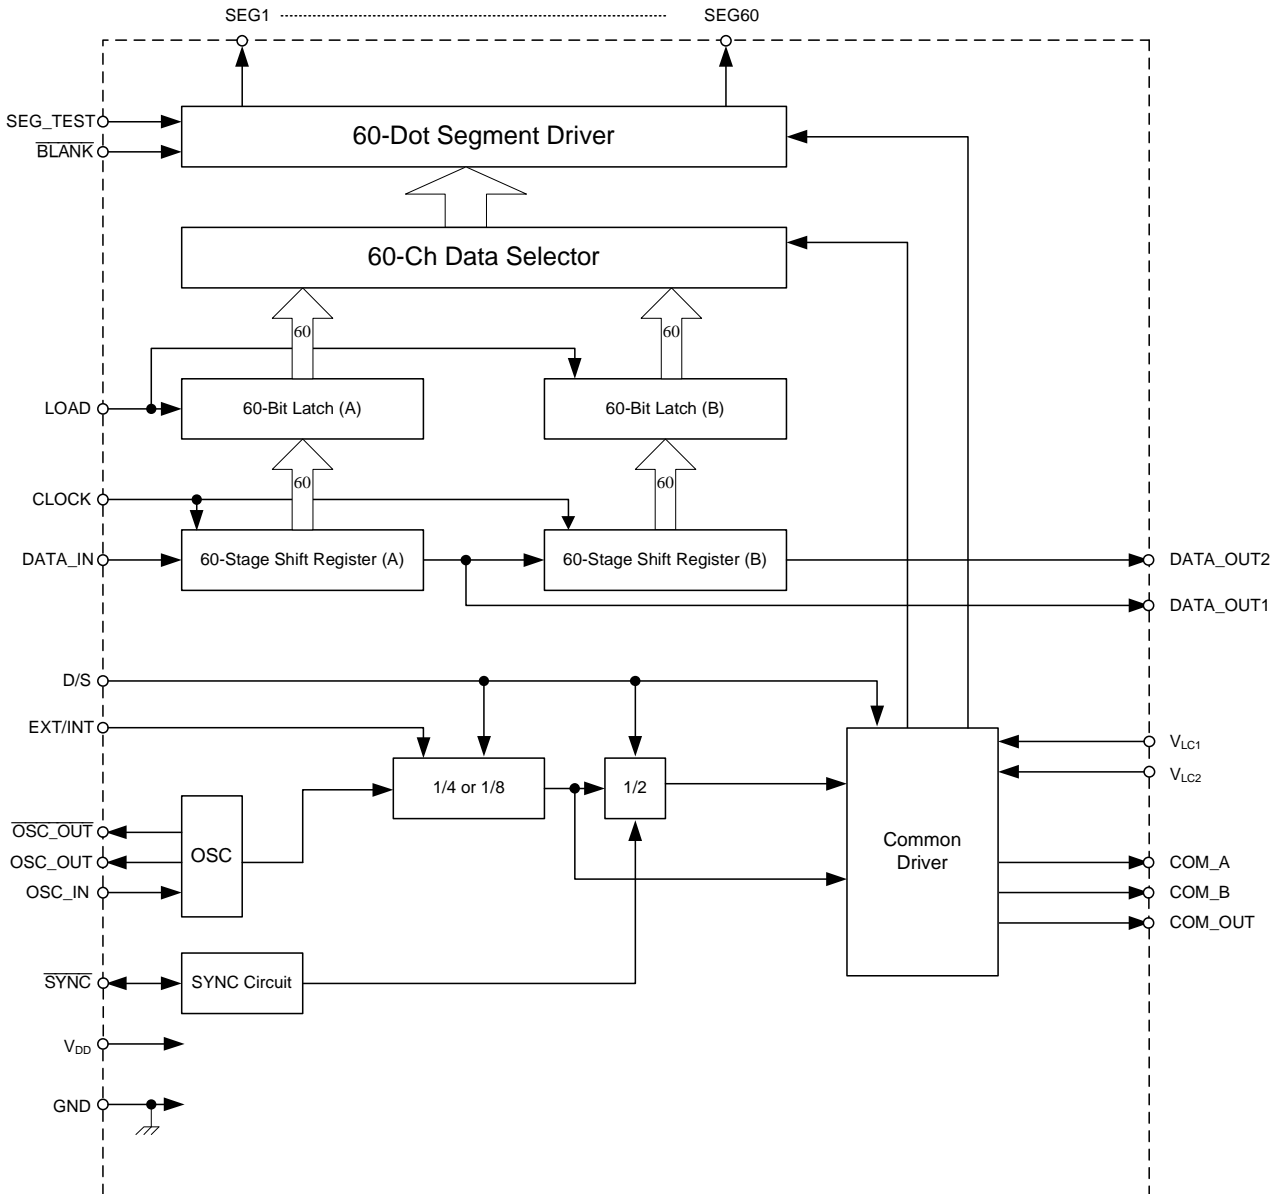 SEG1
SEG60
SEG_TEST
BLANK
60-Dot Segment Driver
60-Ch Data Selector
60
60
LOAD
60-Bit Latch (A)
60-Bit Latch (B)
60
60
CLOCK
DATA_IN
60-Stage Shift Register (A)
60-Stage Shift Register (B)
DATA_OUT2
DATA_OUT1
D/S
EXT/INT
VLC1
VLC2
1/4 or 1/8
1/2
OSC_OUT
OSC_OUT
OSC_IN
OSC
Common
Driver
COM_A
COM_B
COM_OUT
SYNC
SYNC Circuit
VDD
GND